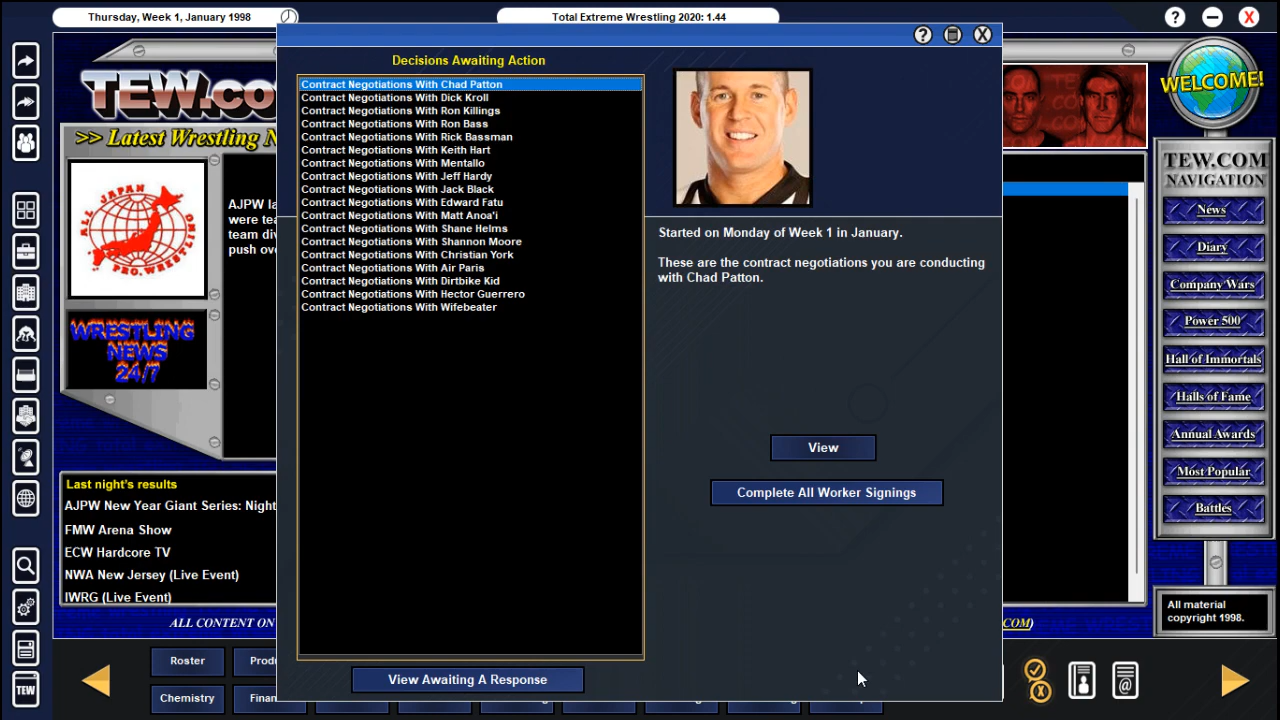 Thursday, Week 1, January 1998
Total Extreme Wrestling 2020: 1.44
?
X
? X
Decisions Awaiting Action
Contract Negotiations With Chad Patton
Contract Negotiations With Dick Kroll
Contract Negotiations With Ron Killings
Contract Negotiations With Ron Bass
Contract Negotiations With Rick Bassman
Contract Negotiations With Keith Hart
Contract Negotiations With Mentallo
Contract Negotiations With Jeff Hardy
Contract Negotiations With Jack Black
Contract Negotiations With Edward Fatu
Contract Negotiations With Matt Anoa'i
Contract Negotiations With Shane Helms
Contract Negotiations With Shannon Moore
Contract Negotiations With Christian York
Contract Negotiations With Air Paris
Contract Negotiations With Dirtbike Kid
Contract Negotiations With Hector Guerrero
Contract Negotiations With Wifebeater
Started on Monday of Week 1 in January.
These are the contract negotiations you are conducting
with Chad Patton.
View
Complete All Worker Signings
View Awaiting A Response
TEW.co
>> Latest Wrestling N
ALL JAPAN
PRO.WRESTLING
AJPW la
were tea
team div
push ove
WRESTLING
NEWS
24/7
Last night's results
AJPW New Year Giant Series: Night
FMW Arena Show
ECW Hardcore TV
NWA New Jersey (Live Event)
IWRG (Live Event)
ALL CONTENT ON
COM)
WELCOME!
TEW.COM
NAVIGATION
News
Diary
Company Wars
Power 500
Hall of Immortals
Halls of Fame
Annual Awards
Most Popular
Battles
All material
copyright 1998.
TEW
Roster
Produ
Chemistry
Finan